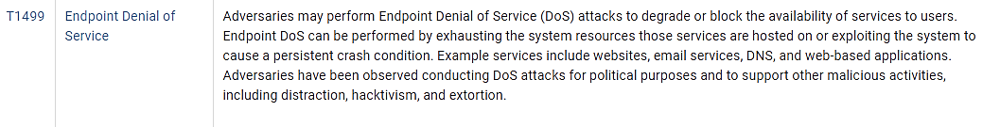 T1499
Endpoint Denial of
Service
Adversaries may perform Endpoint Denial of Service (DoS) attacks to degrade or block the availability of services to users.
Endpoint DoS can be performed by exhausting the system resources those services are hosted on or exploiting the system to
cause a persistent crash condition. Example services include websites, email services, DNS, and web-based applications.
Adversaries have been observed conducting DoS attacks for political purposes and to support other malicious activities,
including distraction, hacktivism, and extortion.